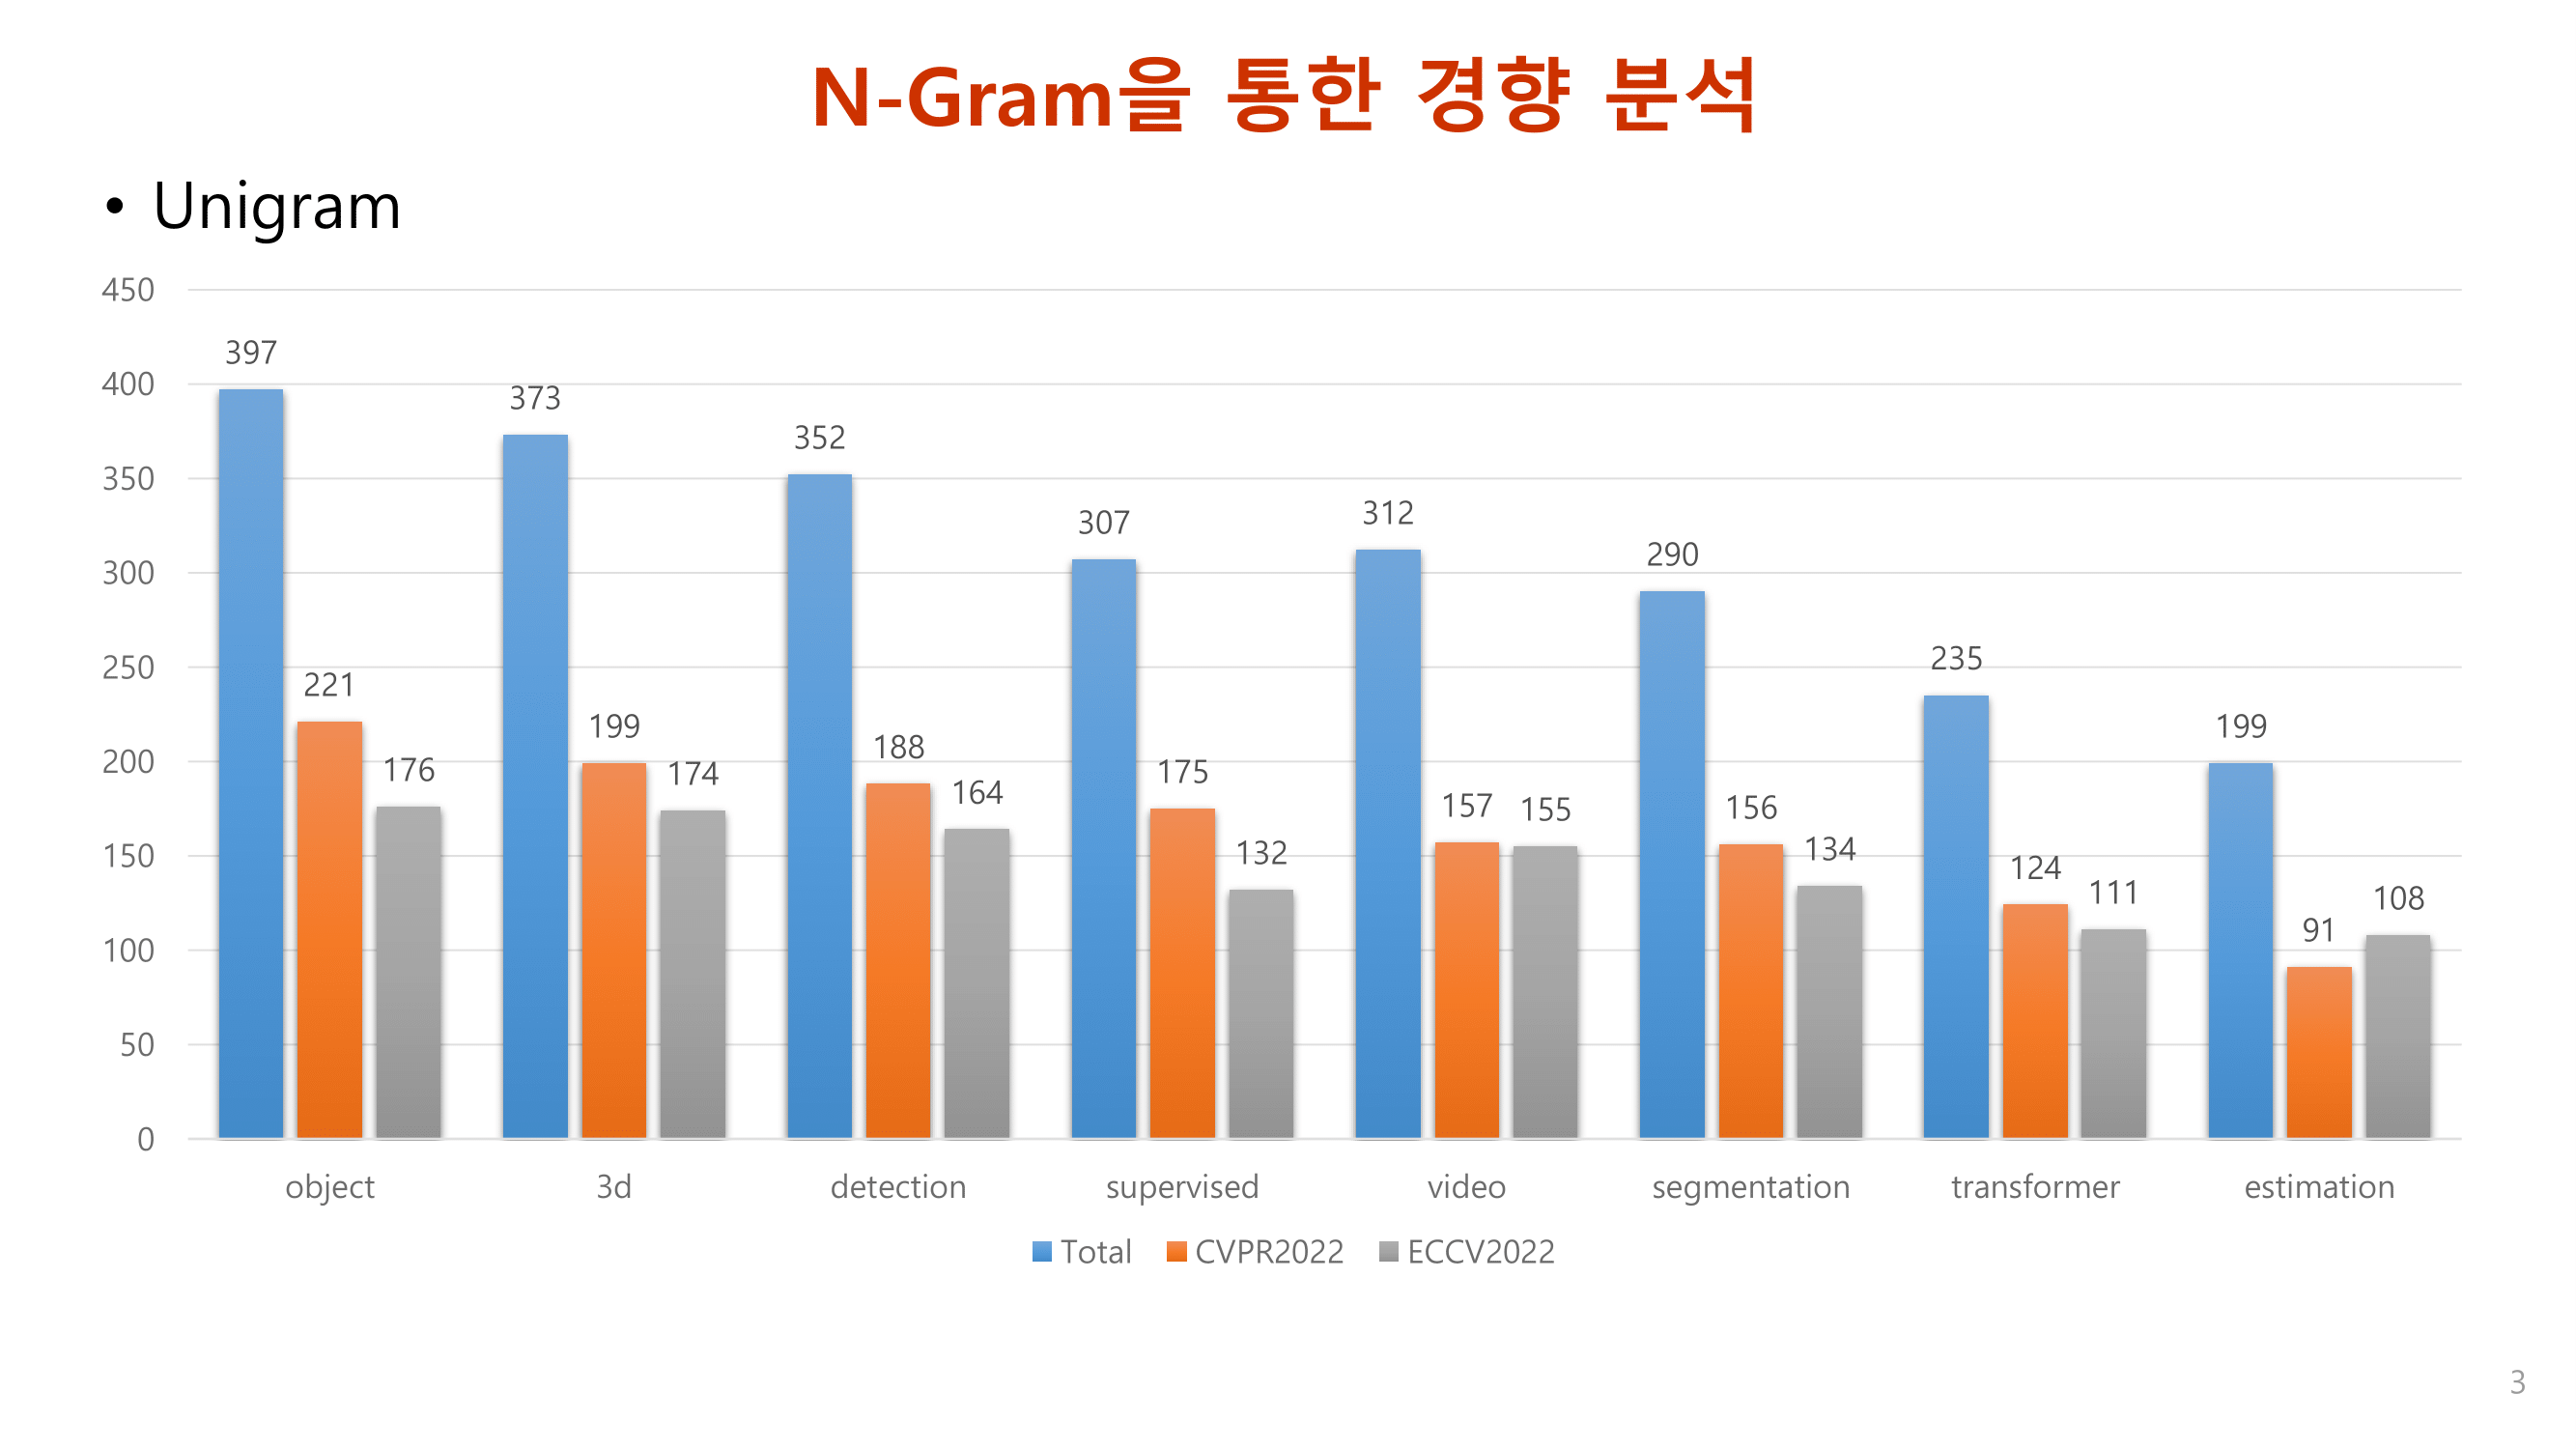 N-Gram을 통한 경향 분석
• Unigram
450
400
350
300
250
200
150
100
50
0
397 221 176
373 199 174
352 188 164
307 175 132
312 157 155
290 156 134
235 124 111
199 91 108
object 3d detection supervised video segmentation transformer estimation
Total CVPR2022 ECCV2022
3